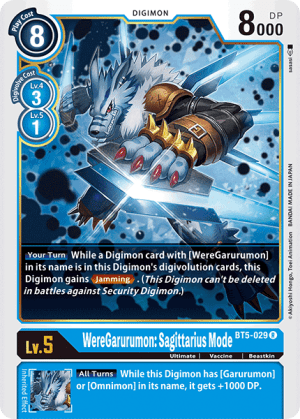 DIGIMON
Play Cost
8
DP
8000
Digivolve Cost
Lv.4
3
Lv.5
1
sasasi
© Akiyoshi Hongo, Toei Animation BANDAI MADE IN JAPAN
Your Turn While a Digimon card with [WereGarurumon]
in its name is in this Digimon's digivolution cards, this
Digimon gains Jamming. (This Digimon can't be deleted
in battles against Security Digimon.)
Lv.5
WereGarurumon: Sagittarius Mode
BT5-029 R
Ultimate | Vaccine | Beastkin
Inherited Effect
All Turns While this Digimon has [Garurumon]
or [Omnimon] in its name, it gets +1000 DP.